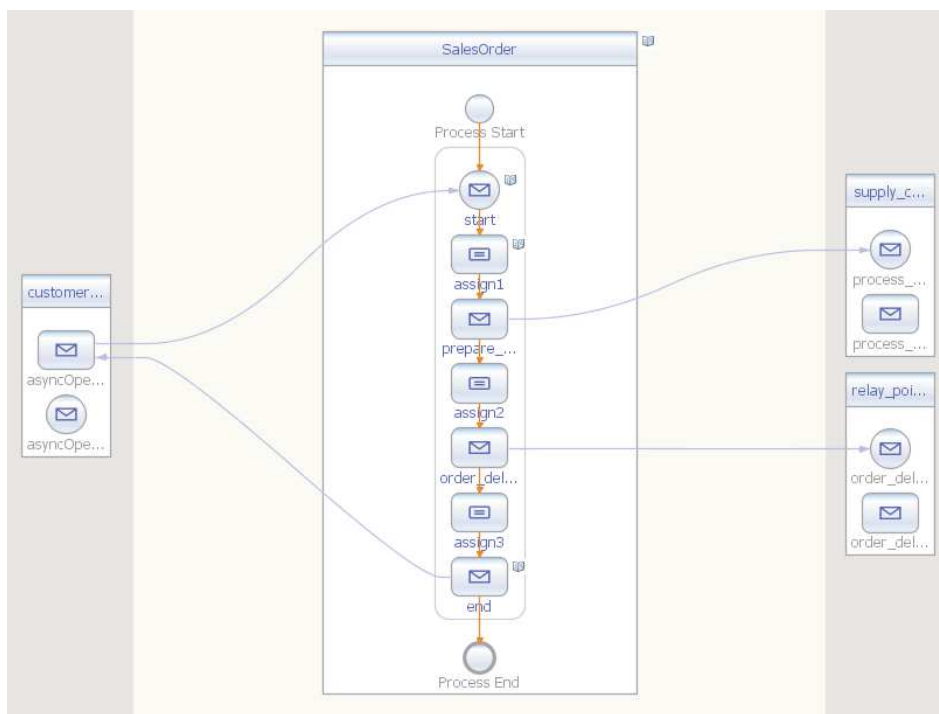 SalesOrder
Process Start
start
assign1
prepare_...
assign2
order_del...
assign3
end
Process End
customer...
asyncOpe...
asyncOpe...
supply_c...
process_...
process_...
relay_poi...
order_del...
order_del...